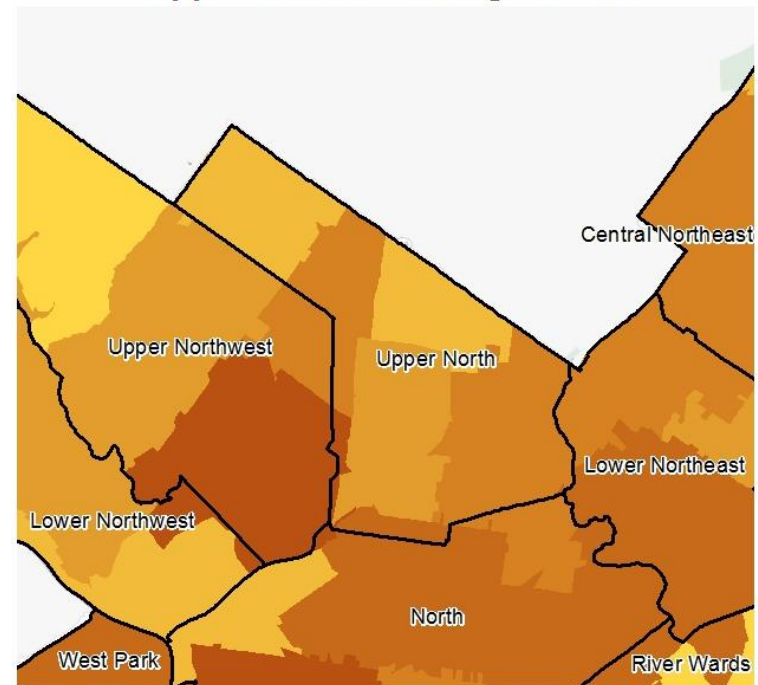 Central Northeast
Upper Northwest
Upper North
Lower Northeast
Lower Northwest
North
West Park
River Wards